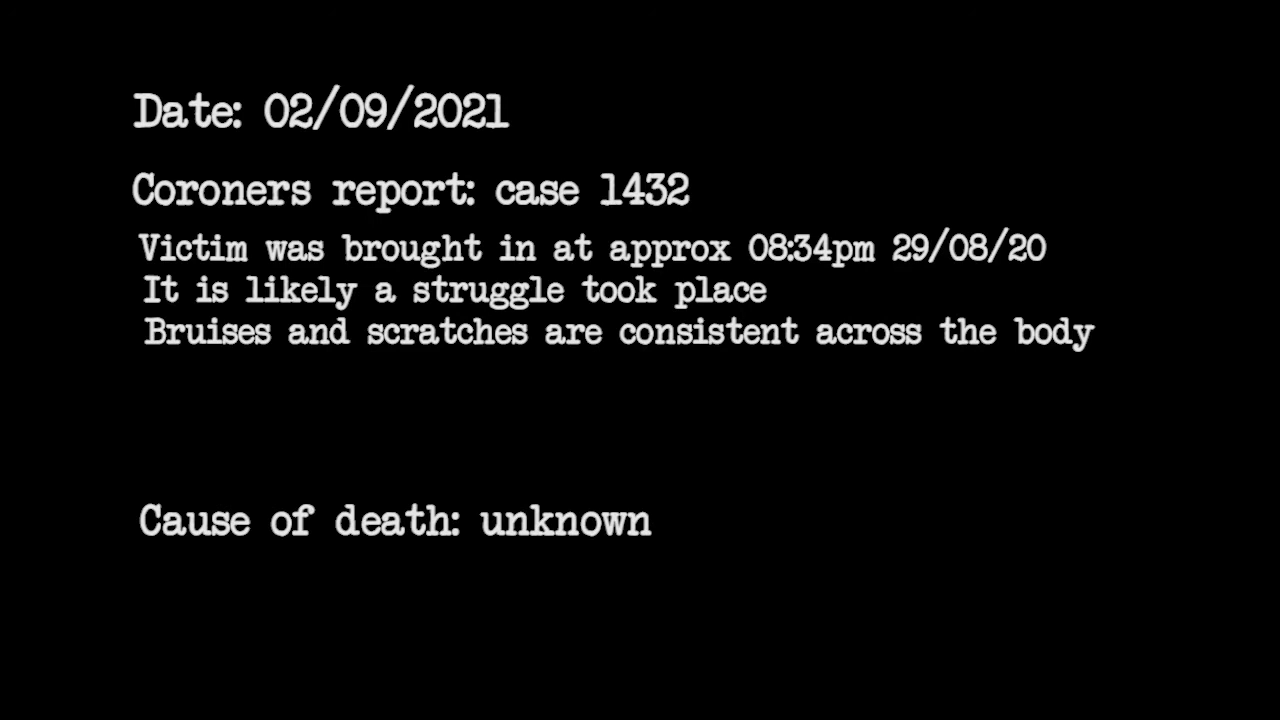 Date: 02/09/2021
Coroners report: case 1432
Victim was brought in at approx 08:34pm 29/08/20
It is likely a struggle took place
Bruises and scratches are consistent across the body
Cause of death: unknown